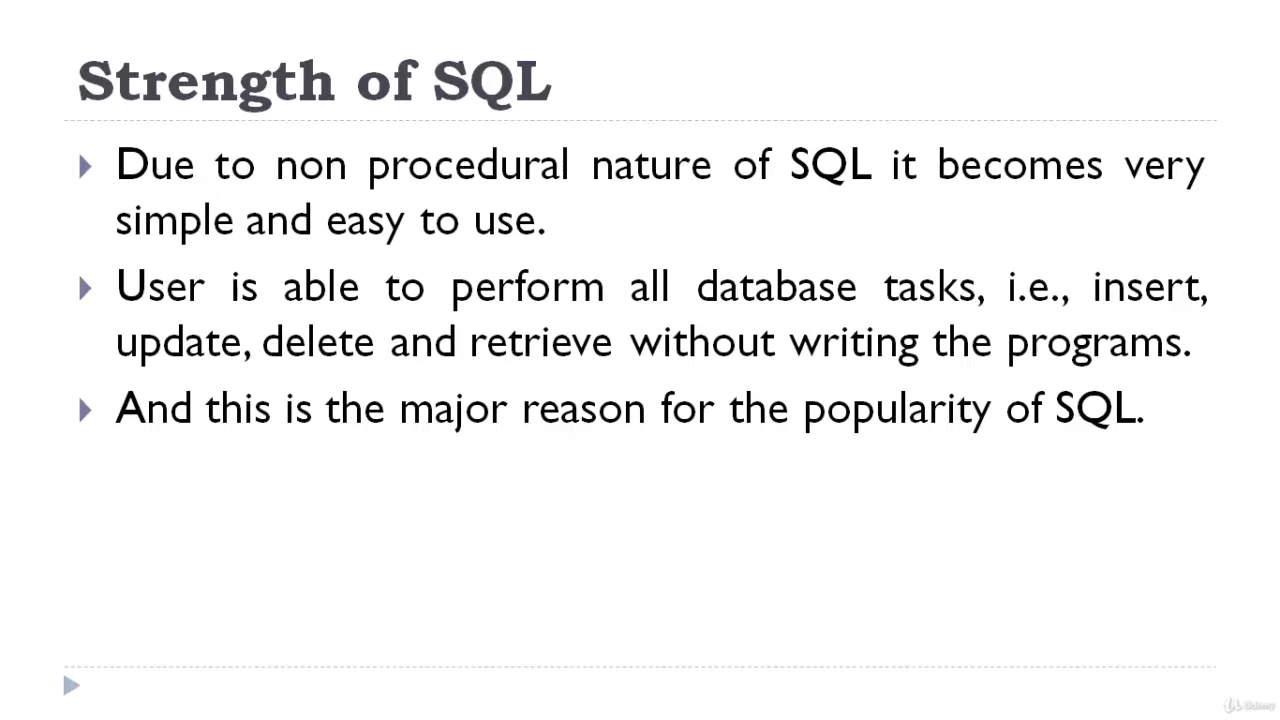 Strength of SQL
Due to non procedural nature of SQL it becomes very
simple and easy to use.
User is able to perform all database tasks, i.e., insert,
update, delete and retrieve without writing the programs.
And this is the major reason for the popularity of SQL.
Udemy